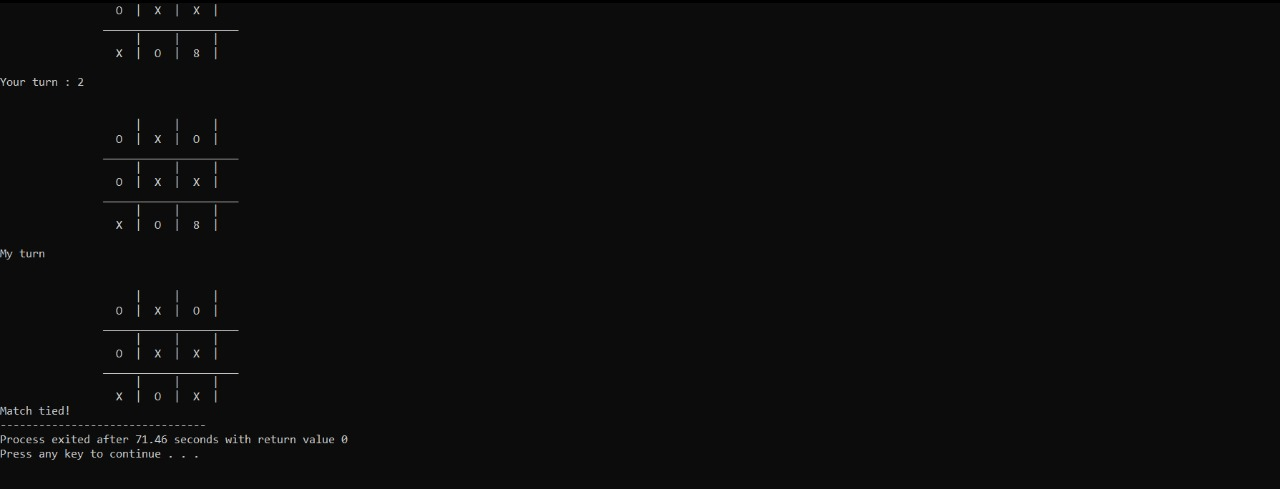 O | X | X |
| | |
X | O | 8 |
Your turn : 2
| | |
O | X | O |
| | |
O | X | X |
| | |
X | O | 8 |
My turn
| | |
O | X | O |
| | |
O | X | X |
| | |
X | O | X |
Match tied!
--------------------------------
Process exited after 71.46 seconds with return value 0
Press any key to continue . . .